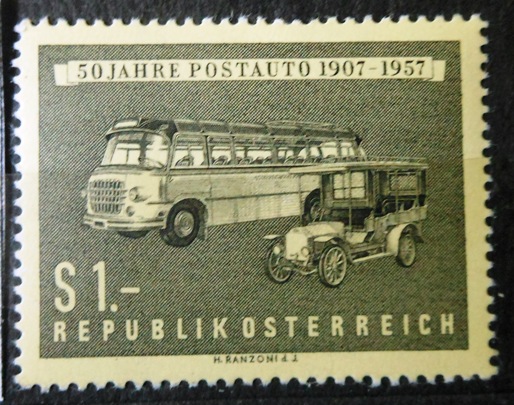 50 JAHRE POSTAUTO 1907-1957
S 1.-
REPUBLIK OSTERREICH
H. RANZONI d. J.